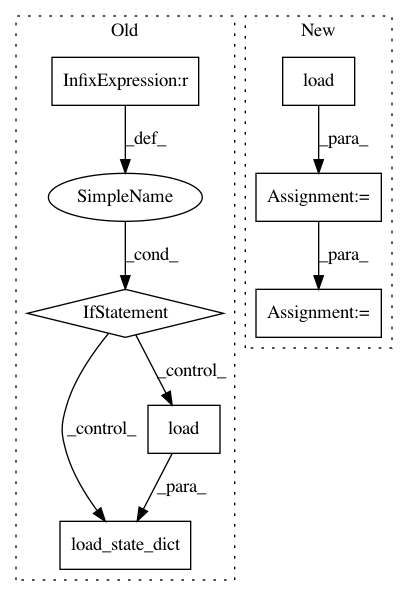 Old
New
InfixExpression:r
load
_def_
_para_
SimpleName
Assignment:=
_cond_
_para_
IfStatement
Assignment:=
_control_
_control_
load
_para_
load_state_dict